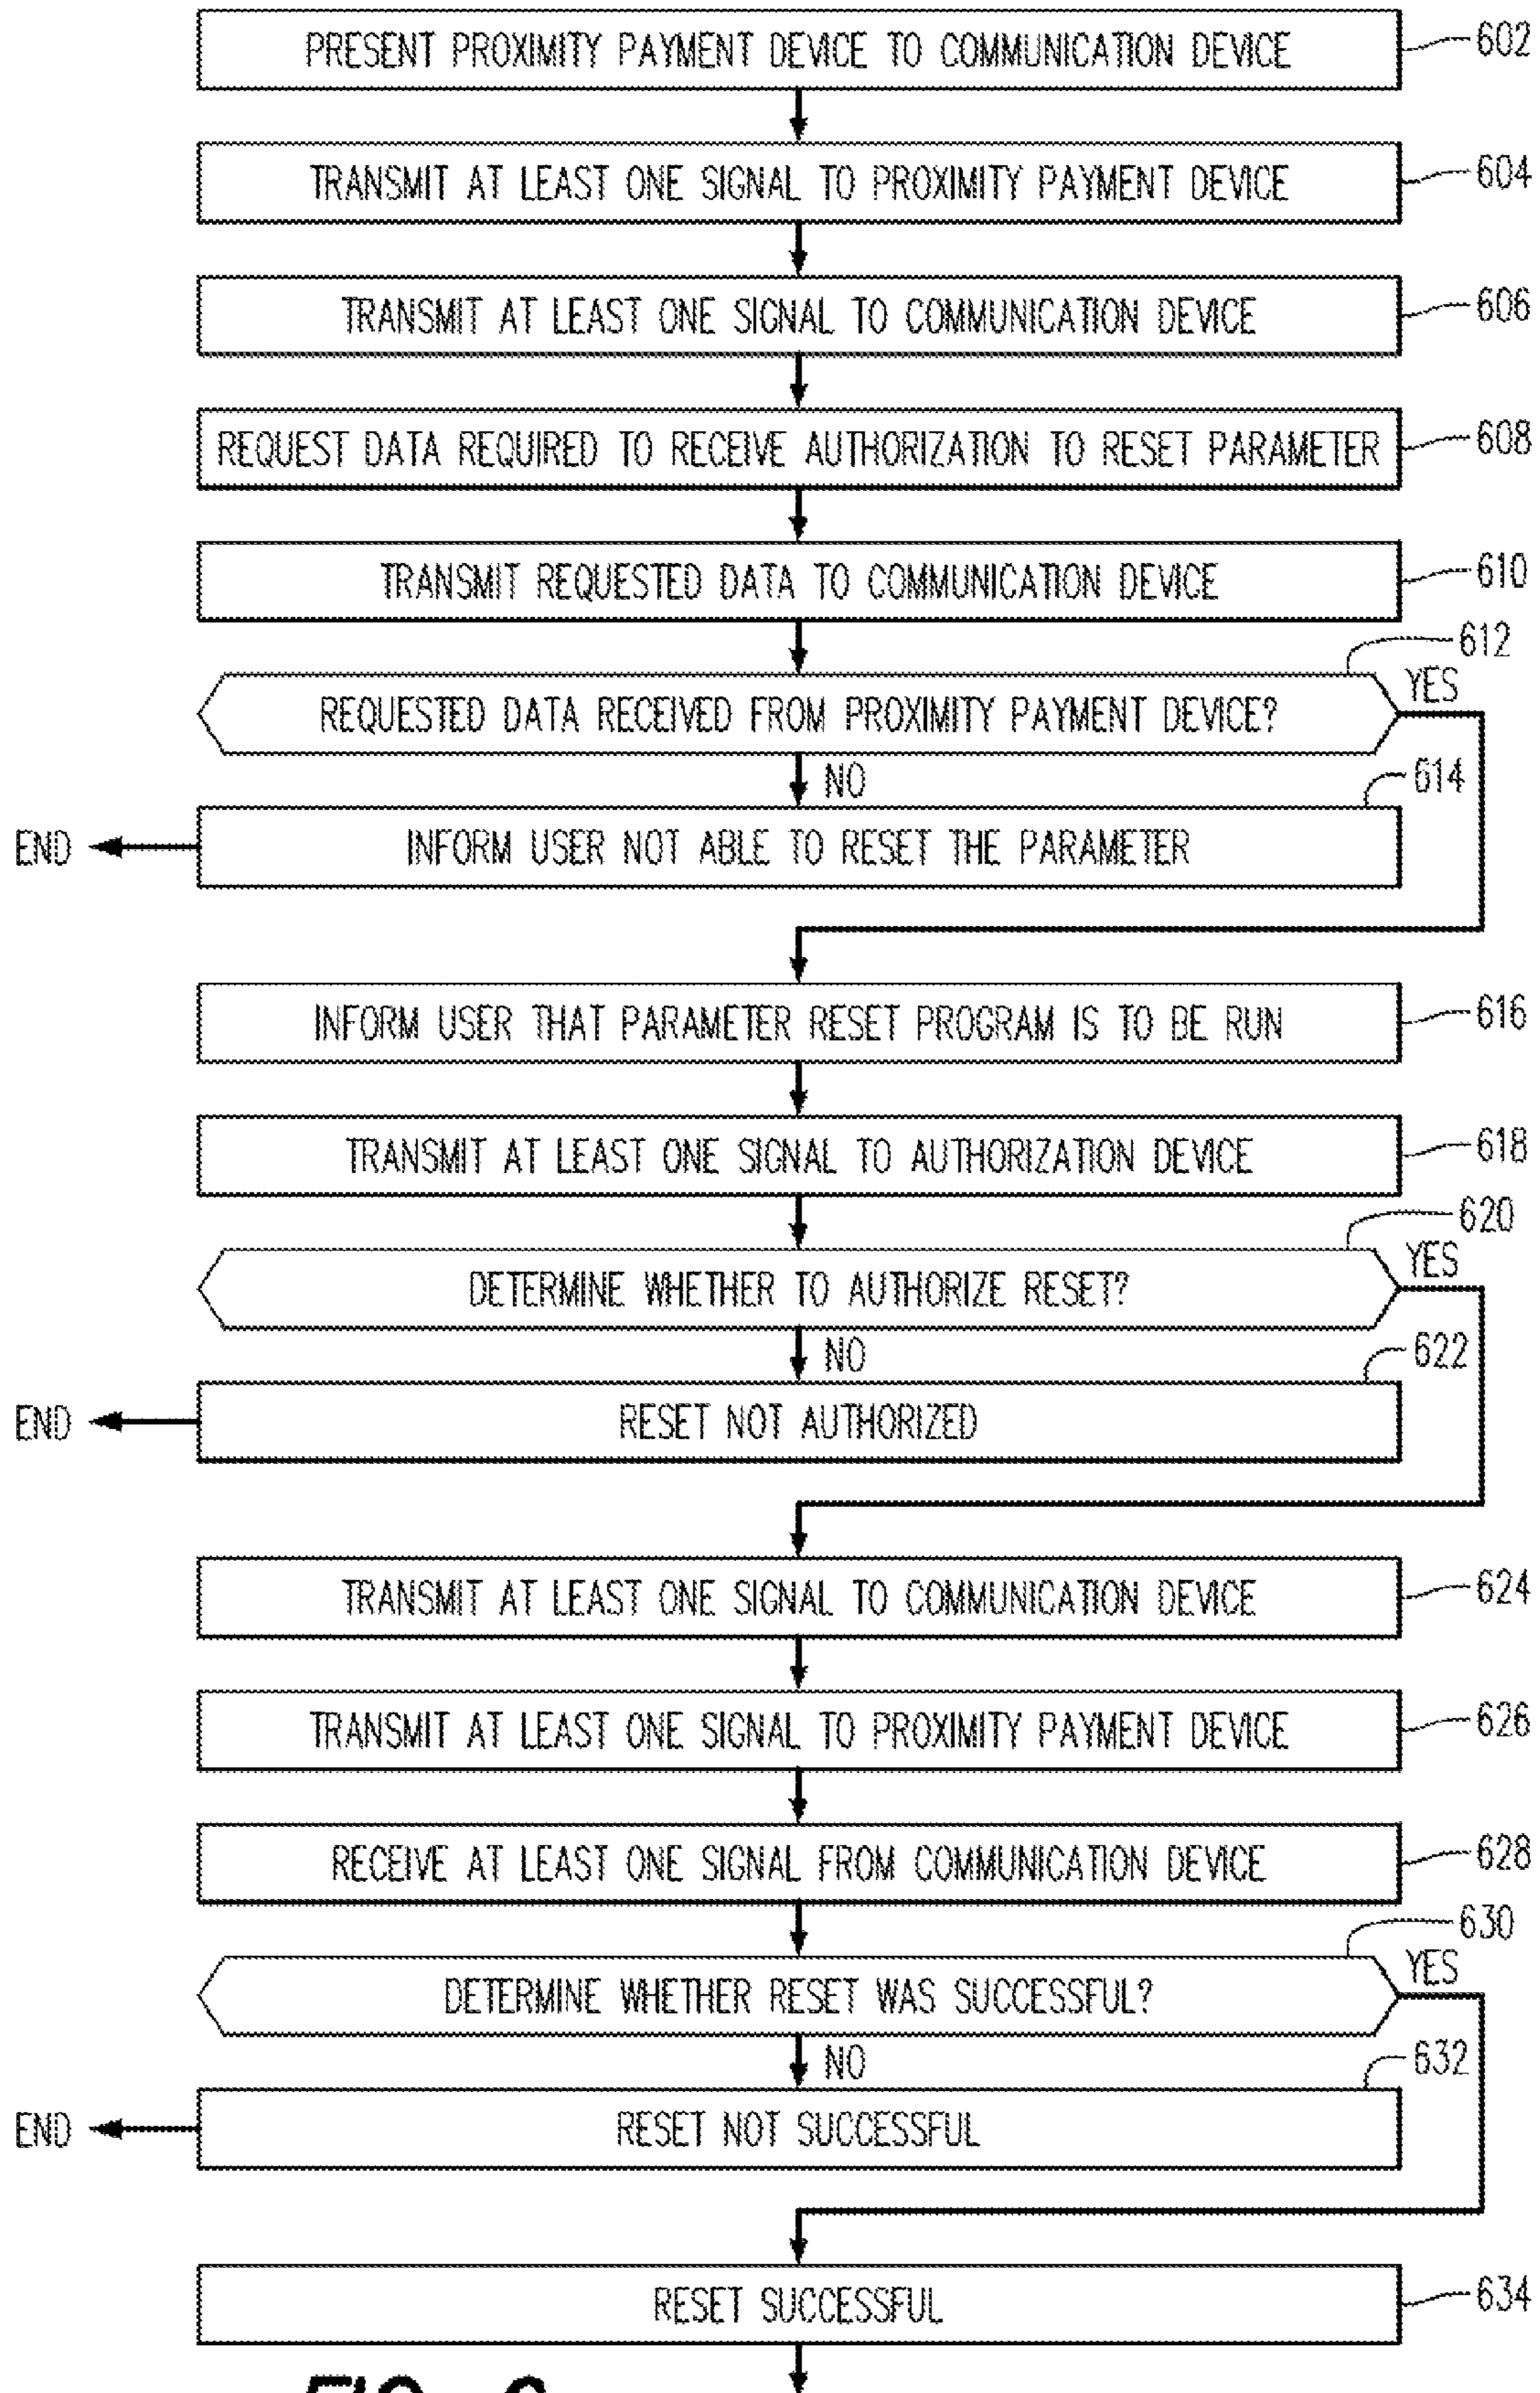 PRESENT PROXIMITY PAYMENT DEVICE TO COMMUNICATION DEVICE
602
TRANSMIT AT LEAST ONE SIGNAL TO PROXIMITY PAYMENT DEVICE
604
TRANSMIT AT LEAST ONE SIGNAL TO COMMUNICATION DEVICE
606
REQUEST DATA REQUIRED TO RECEIVE AUTHORIZATION TO RESET PARAMETER
608
TRANSMIT REQUESTED DATA TO COMMUNICATION DEVICE
610
612
REQUESTED DATA RECEIVED FROM PROXIMITY PAYMENT DEVICE?
YES
NO
614
END
INFORM USER NOT ABLE TO RESET THE PARAMETER
INFORM USER THAT PARAMETER RESET PROGRAM IS TO BE RUN
616
TRANSMIT AT LEAST ONE SIGNAL TO AUTHORIZATION DEVICE
618
620
DETERMINE WHETHER TO AUTHORIZE RESET?
YES
NO
622
END
RESET NOT AUTHORIZED
TRANSMIT AT LEAST ONE SIGNAL TO COMMUNICATION DEVICE
624
TRANSMIT AT LEAST ONE SIGNAL TO PROXIMITY PAYMENT DEVICE
626
RECEIVE AT LEAST ONE SIGNAL FROM COMMUNICATION DEVICE
628
630
DETERMINE WHETHER RESET WAS SUCCESSFUL?
YES
NO
632
END
RESET NOT SUCCESSFUL
RESET SUCCESSFUL
634